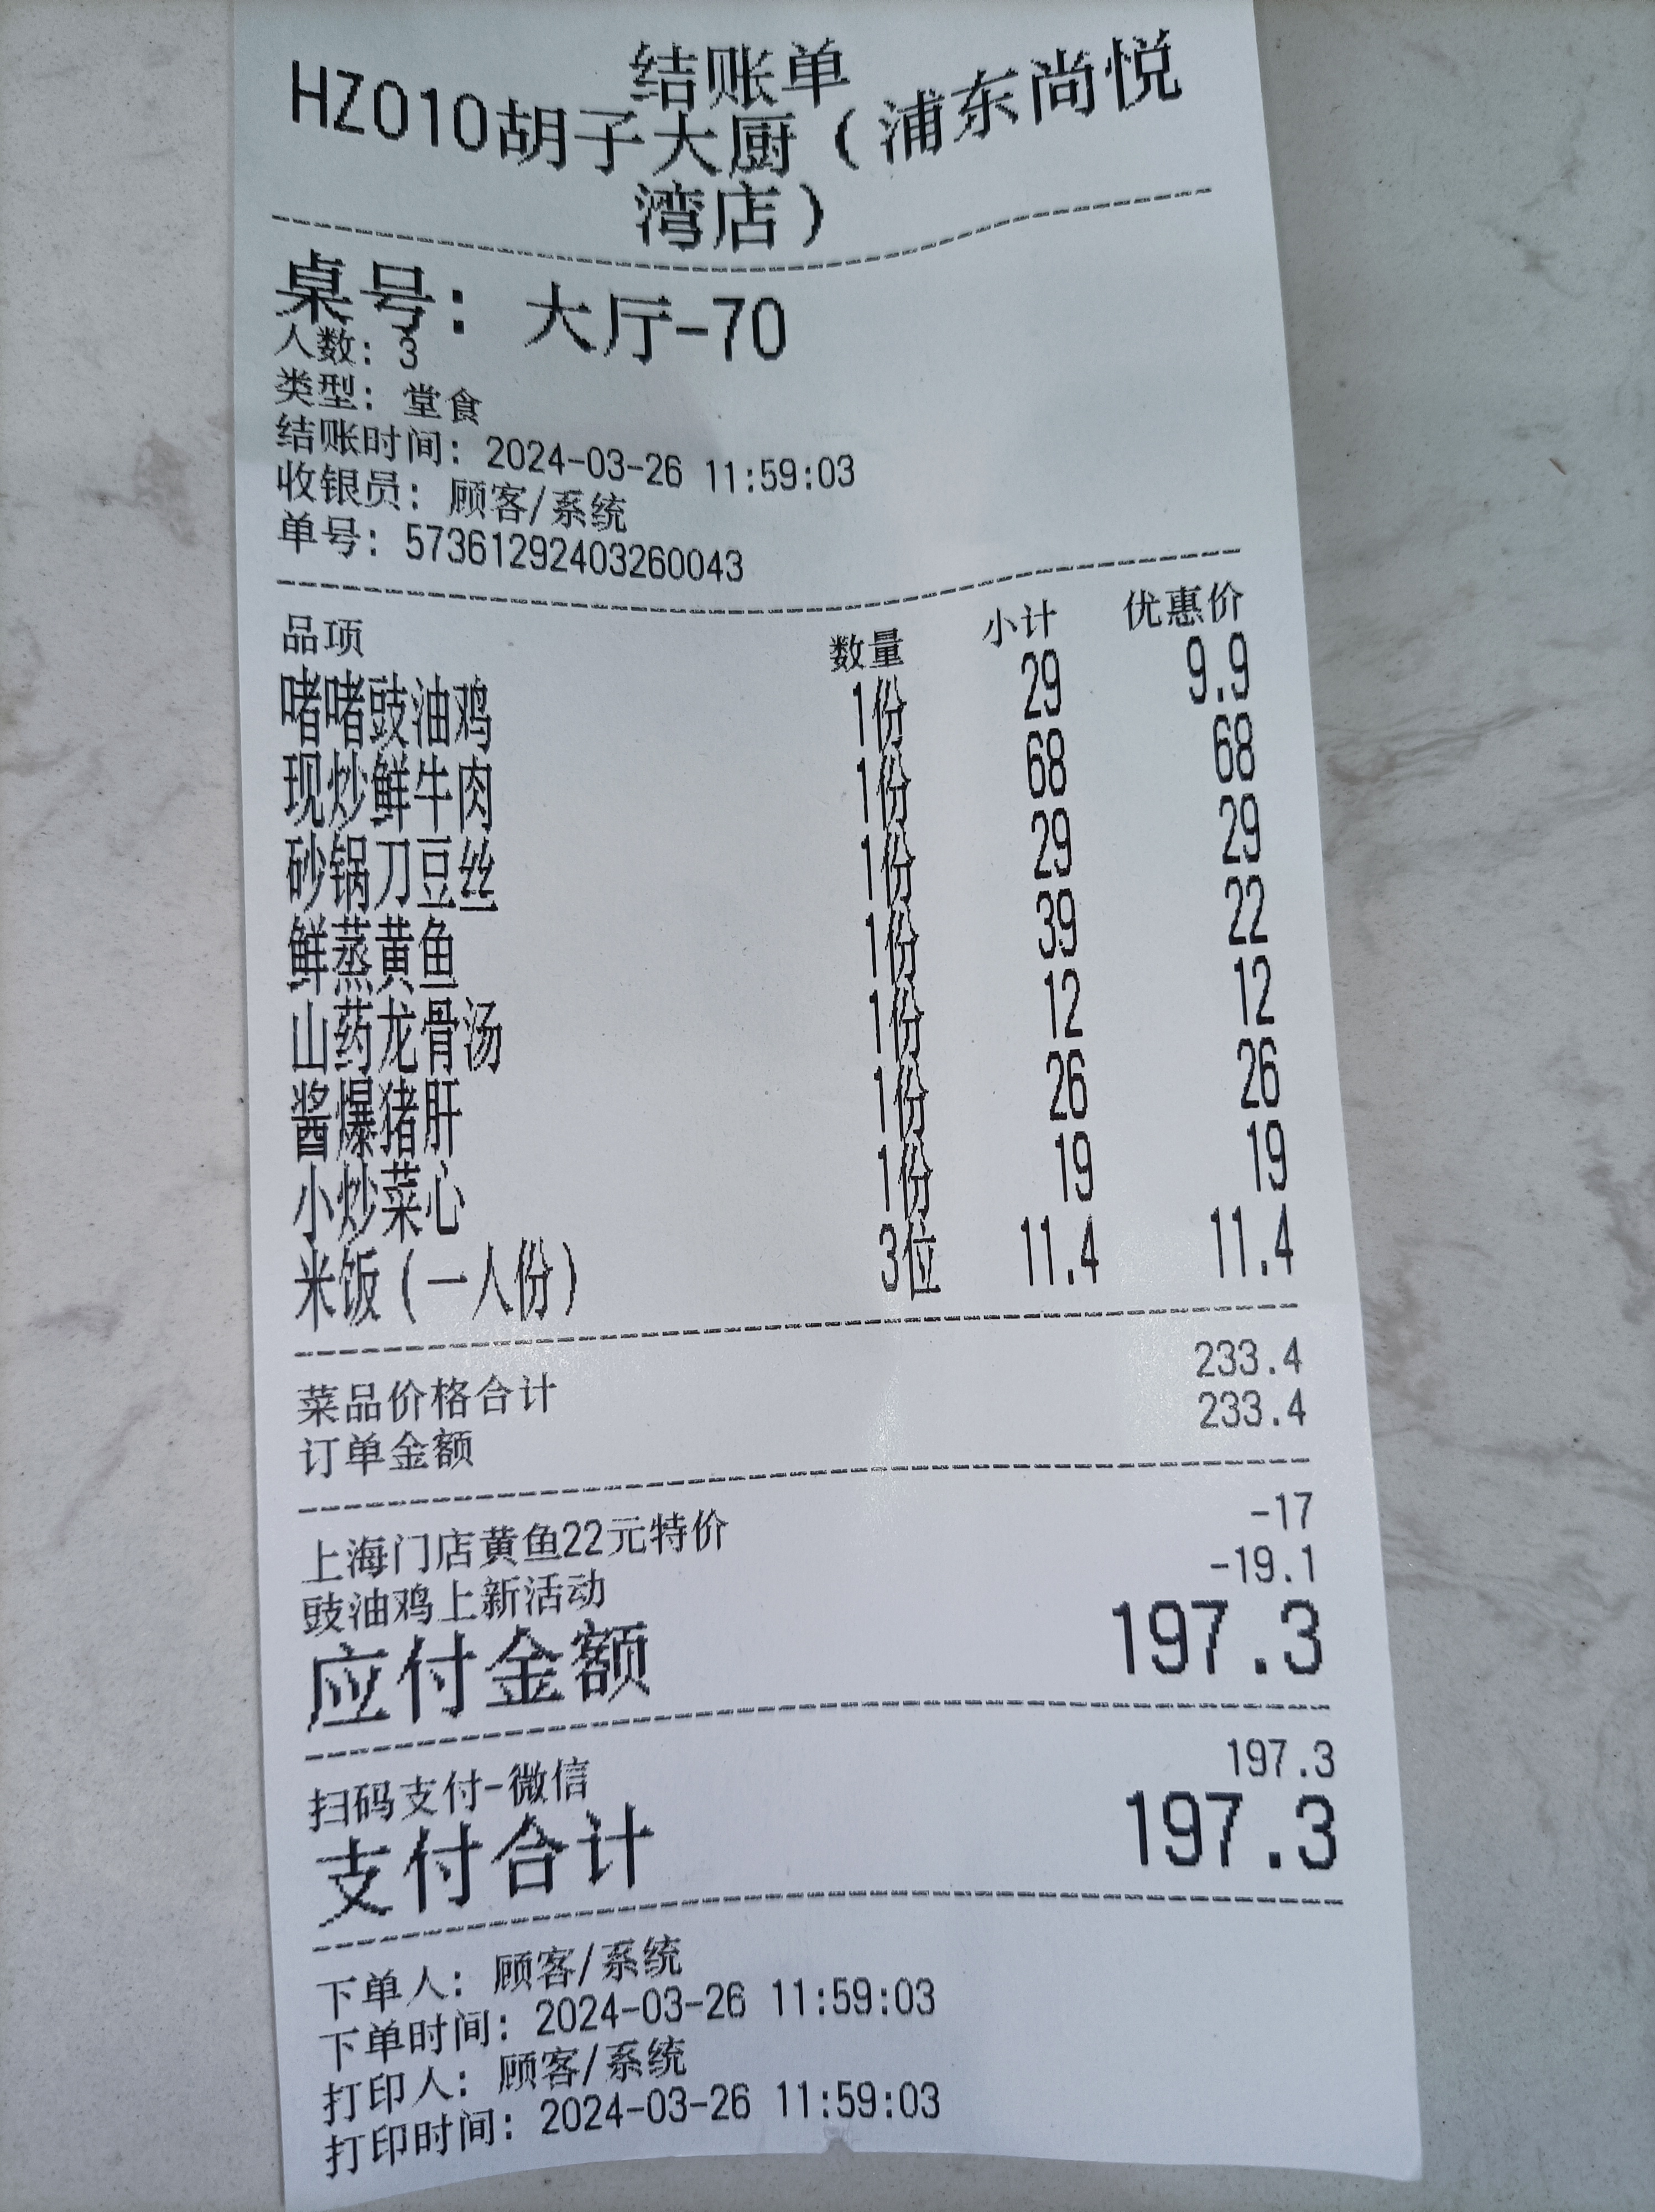 结账单
HZ010胡子大厨（浦东尚悦
湾店）
桌号：大厅-70
人数：3
类型：堂食
结账时间：2024-03-26 11:59:03
收银员：顾客/系统
单号：573612922403260043
品项 数量 小计 优惠价
啫啫豉油鸡 1份 29 9.9
现炒鲜牛肉 1份 68 68
砂锅刀豆丝 1份 29 29
鲜蒸黄鱼 1份 39 22
山药龙骨汤 1份 12 12
酱爆猪肝 1份 26 26
小炒菜心 1份 19 19
米饭（一人份） 3位 11.4 11.4
菜品价格合计 233.4
订单金额 233.4
上海门店黄鱼22元特价 -17
豉油鸡上新活动 -19.1
应付金额 197.3
扫码支付-微信 197.3
支付合计 197.3
下单人：顾客/系统
下单时间：2024-03-26 11:59:03
打印人：顾客/系统
打印时间：2024-03-26 11:59:03